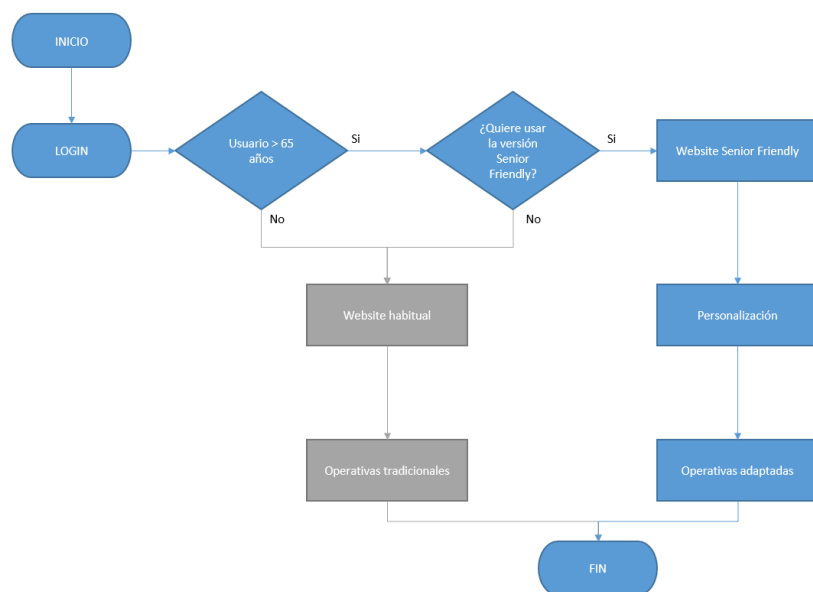 INICIO
LOGIN
Usuario > 65
años
Si
¿Quiere usar
la versión
Senior
Friendly?
Si
Website Senior Friendly
No
No
Website habitual
Personalización
Operativas tradicionales
Operativas adaptadas
FIN